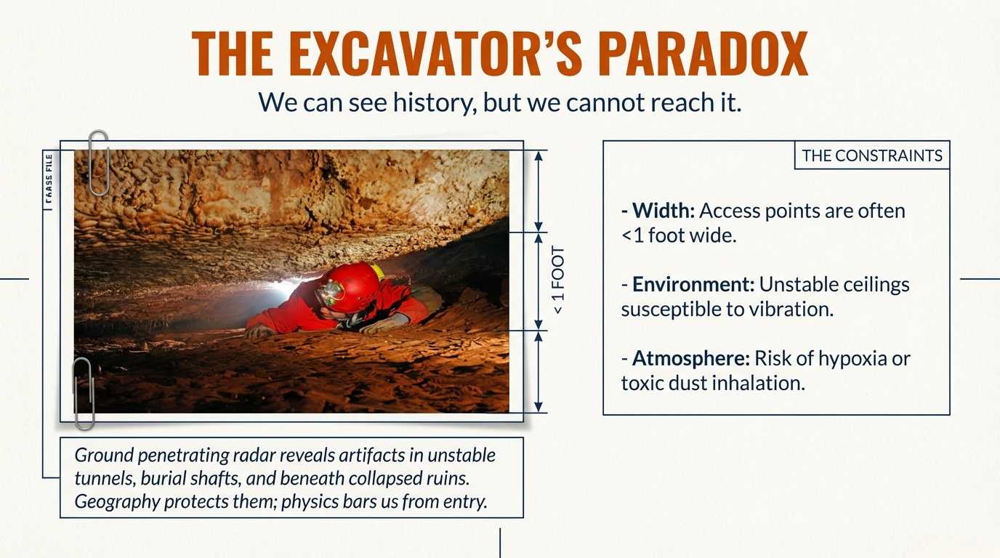 THE EXCAVATOR’S PARADOX
We can see history, but we cannot reach it.
FILE
< 1 FOOT
Ground penetrating radar reveals artifacts in unstable
tunnels, burial shafts, and beneath collapsed ruins.
Geography protects them; physics bars us from entry.
THE CONSTRAINTS
- Width: Access points are often
<1 foot wide.
- Environment: Unstable ceilings
susceptible to vibration.
- Atmosphere: Risk of hypoxia or
toxic dust inhalation.